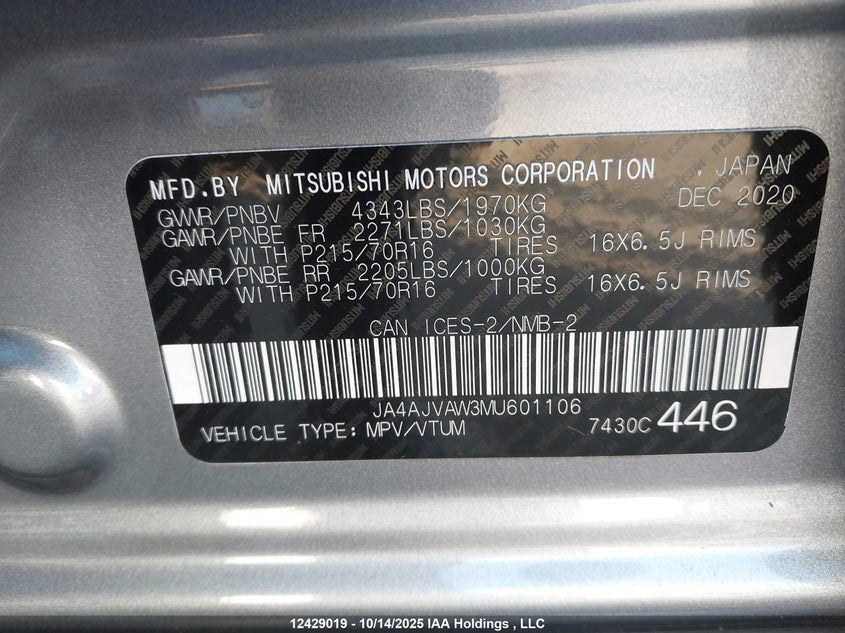 MFD.BY MITSUBISHI MOTORS CORPORATION , JAPAN
GVWR/PNBV 4343LBS/1970KG DEC 2020
GAWR/PNBE FR 2271LBS/1030KG
WITH P215/70R16 TIRES 16X6.5J RIMS
GAWR/PNBE RR 2205LBS/1000KG
WITH P215/70R16 TIRES 16X6.5J RIMS
CAN ICES-2/NMB-2
JA4AJVAW3MU601106
VEHICLE TYPE: MPV/VTUM 7430C 446
12429019 - 10/14/2025 IAA Holdings , LLC